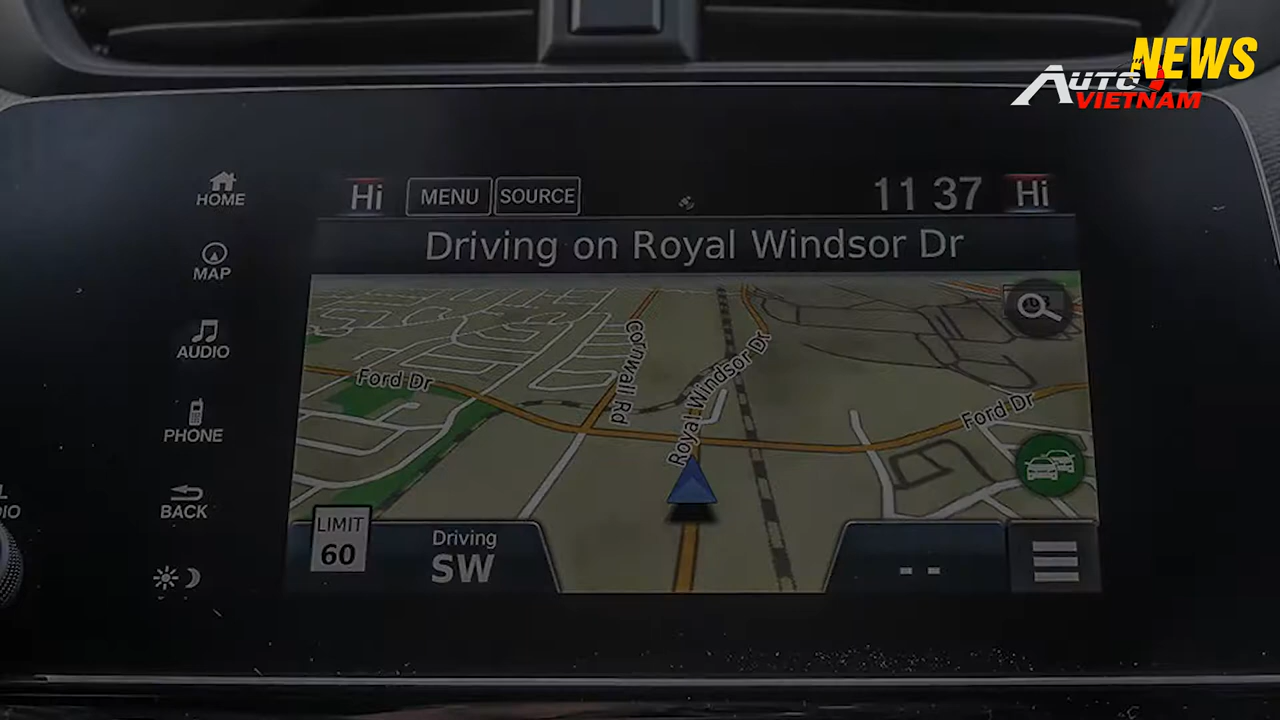 NEWS
AUTO
VIETNAM
Hi MENU SOURCE 11 37 Hi
Driving on Royal Windsor Dr
HOME
MAP
AUDIO
PHONE
BACK
Cornwall Rd
Royal Windsor Dr
Ford Dr
Ford Dr
LIMIT
60
Driving
SW
--